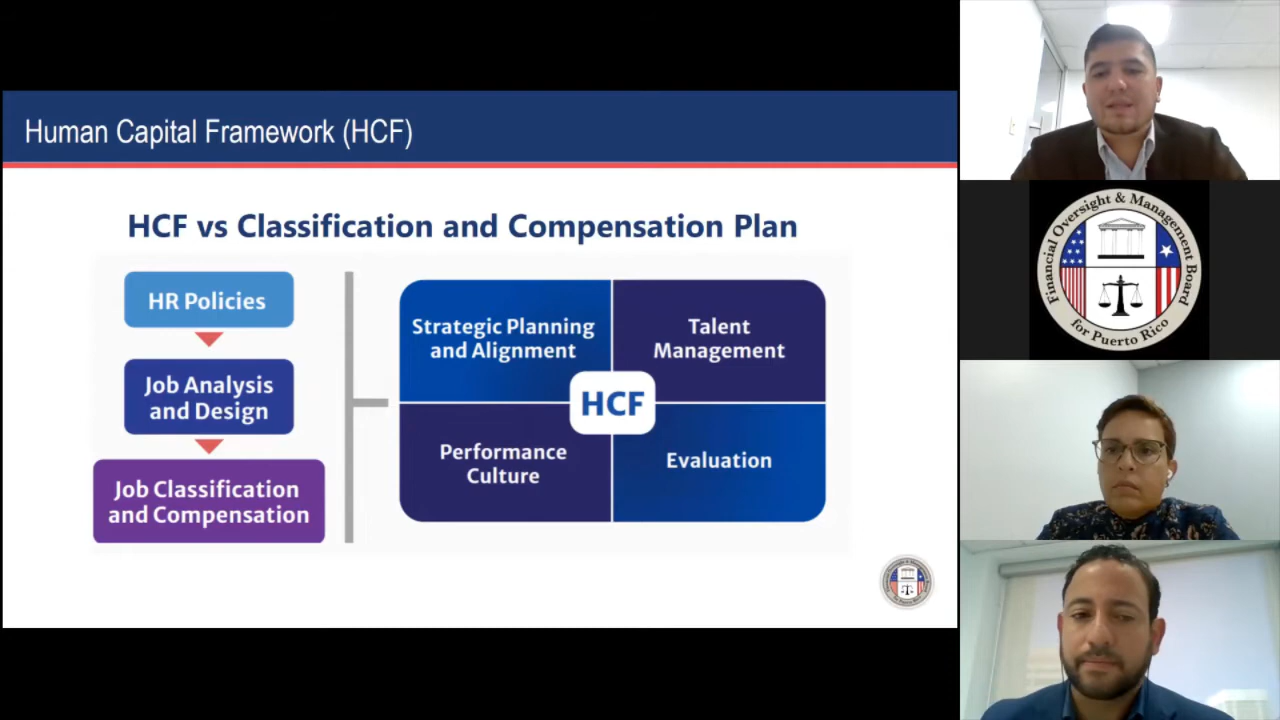 Human Capital Framework (HCF)
HCF vs Classification and Compensation Plan
HR Policies
Job Analysis
and Design
Job Classification
and Compensation
Strategic Planning
and Alignment
Talent
Management
HCF
Performance
Culture
Evaluation
Financial Oversight & Management Board
for Puerto Rico